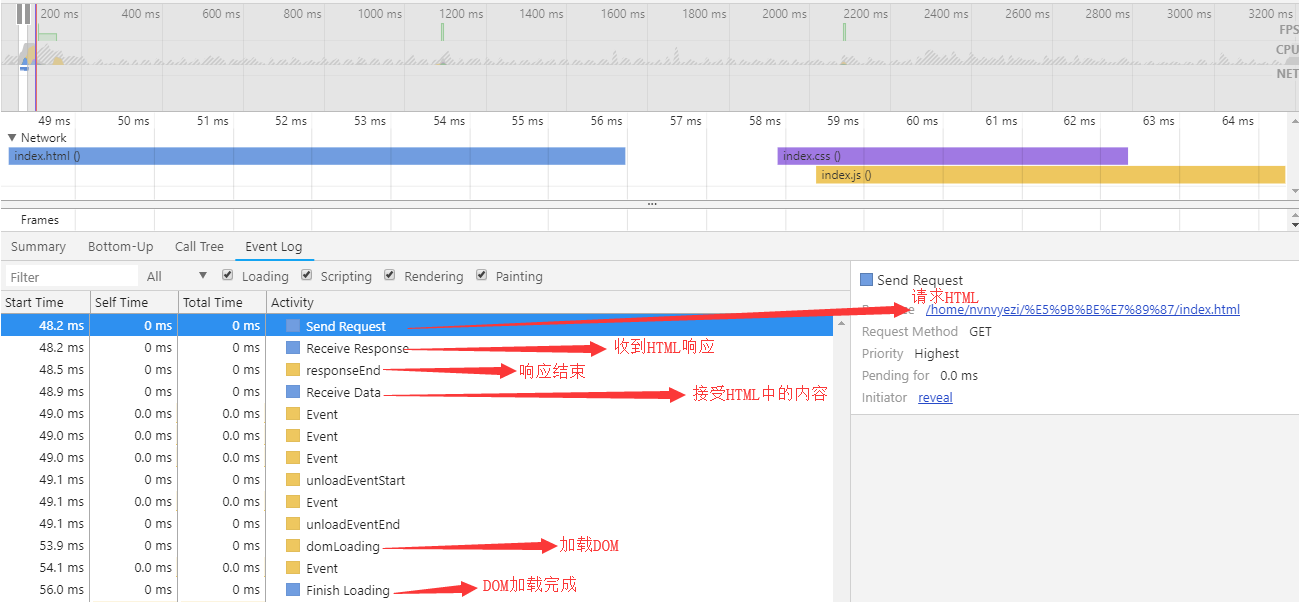 200 ms 400 ms 600 ms 800 ms 1000 ms 1200 ms 1400 ms 1600 ms 1800 ms 2000 ms 2200 ms 2400 ms 2600 ms 2800 ms 3000 ms 3200 ms
FPS
CPU
NET
49 ms 50 ms 51 ms 52 ms 53 ms 54 ms 55 ms 56 ms 57 ms 58 ms 59 ms 60 ms 61 ms 62 ms 63 ms 64 ms
▼ Network
index.html () index.css ()
index.js ()
...
Frames
Summary Bottom-Up Call Tree Event Log
Filter All ▼ Loading Scripting Rendering Painting
Start Time Self Time Total Time Activity
48.2 ms 0 ms 0 ms Send Request
48.2 ms 0 ms 0 ms Receive Response 收到HTML响应
48.5 ms 0 ms 0 ms responseEnd 响应结束
48.9 ms 0 ms 0 ms Receive Data 接受HTML中的内容
49.0 ms 0.0 ms 0.0 ms Event
49.0 ms 0.0 ms 0.0 ms Event
49.0 ms 0.0 ms 0.0 ms Event
49.1 ms 0 ms 0 ms unloadEventStart
49.1 ms 0.0 ms 0.0 ms Event
49.1 ms 0 ms 0 ms unloadEventEnd
53.9 ms 0 ms 0 ms domLoading 加载DOM
54.1 ms 0.0 ms 0.0 ms Event
56.0 ms 0 ms 0 ms Finish Loading DOM加载完成
Send Request
请求HTML
/home/nvnvyezi/%E5%9B%BE%E7%89%87/index.html
Request Method GET
Priority Highest
Pending for 0.0 ms
Initiator reveal